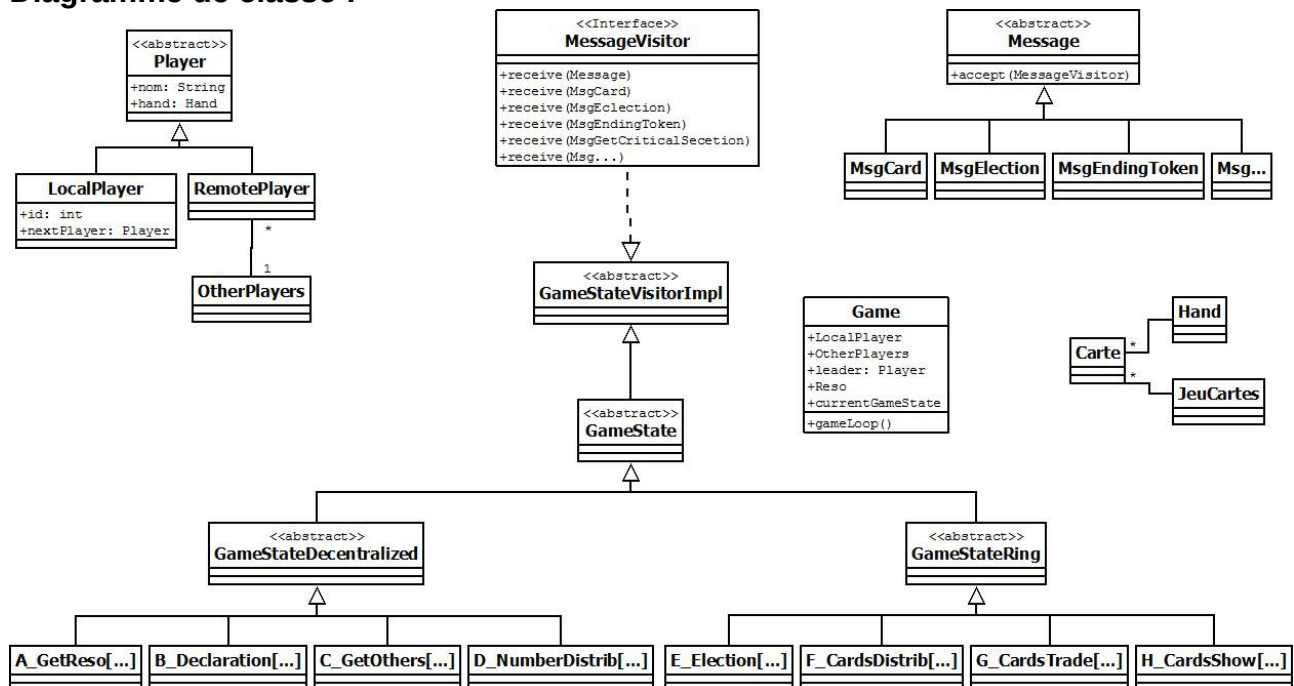 Diagramme de classe :
<<abstract>>
Player
+nom: String
+hand: Hand
LocalPlayer
+id: int
+nextPlayer: Player
RemotePlayer
*
1
OtherPlayers
<<Interface>>
MessageVisitor
+receive(Message)
+receive(MsgCard)
+receive(MsgEclection)
+receive(MsgEndingToken)
+receive(MsgGetCriticalSecetion)
+receive(Msg...)
<<abstract>>
Message
+accept(MessageVisitor)
MsgCard
MsgElection
MsgEndingToken
Msg...
<<abstract>>
GameStateVisitorImpl
<<abstract>>
GameState
Game
+LocalPlayer
+OtherPlayers
+leader: Player
+Reso
+currentGameState
+gameLoop()
Carte
*
*
Hand
JeuCartes
<<abstract>>
GameStateDecentralized
<<abstract>>
GameStateRing
A_GetReso[...]
B_Declaration[...]
C_GetOthers[...]
D_NumberDistrib[...]
E_Election[...]
F_CardsDistrib[...]
G_CardsTrade[...]
H_CardsShow[...]